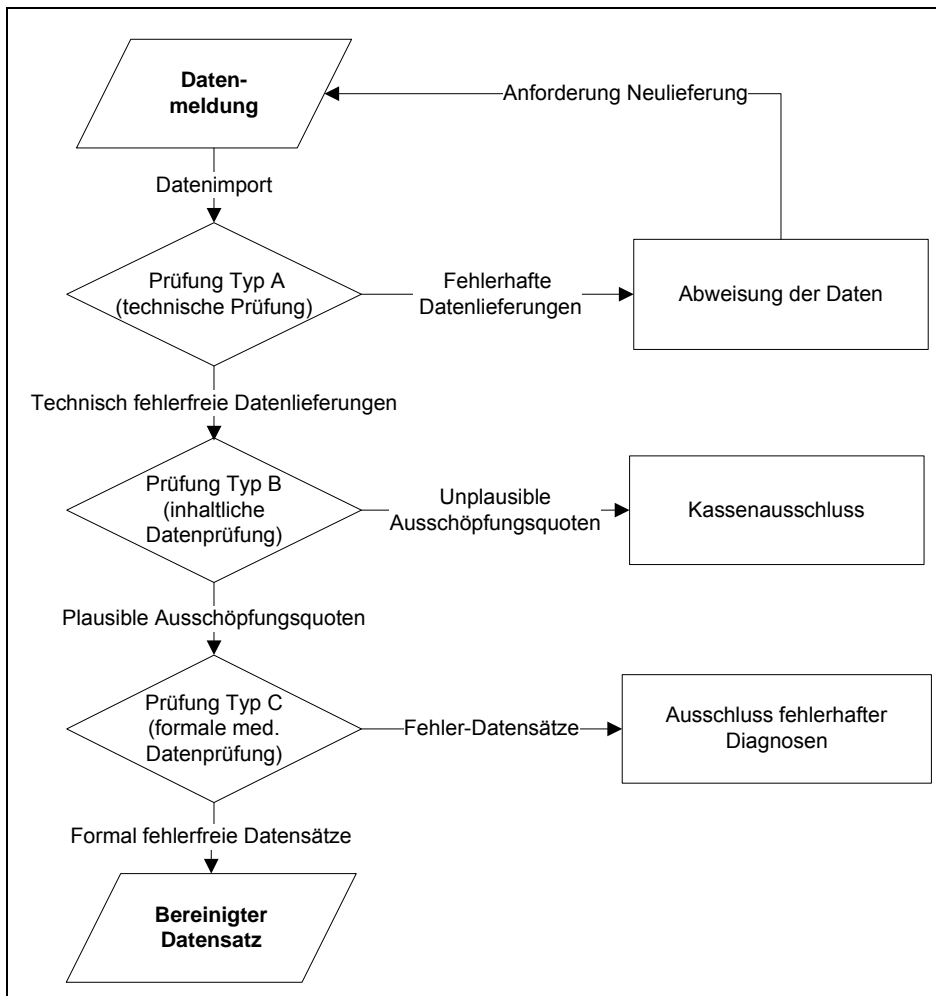 Daten-
meldung
Anforderung Neulieferung
Datenimport
Prüfung Typ A
(technische Prüfung)
Fehlerhafte
Datenlieferungen
Abweisung der Daten
Technisch fehlerfreie Datenlieferungen
Prüfung Typ B
(inhaltliche
Datenprüfung)
Unplausible
Ausschöpfungsquoten
Kassenausschluss
Plausible Ausschöpfungsquoten
Prüfung Typ C
(formale med.
Datenprüfung)
Fehler-Datensätze
Ausschluss fehlerhafter
Diagnosen
Formal fehlerfreie Datensätze
Bereinigter
Datensatz